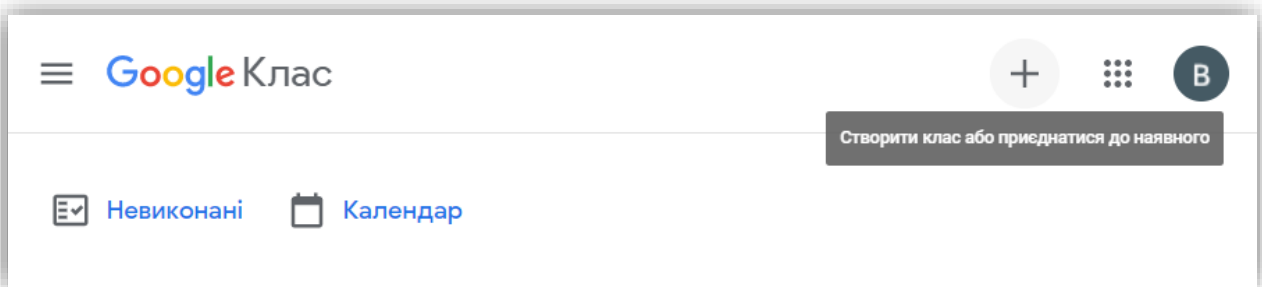 Google Клас
B
Створити клас або приєднатися до наявного
Невиконані Календар